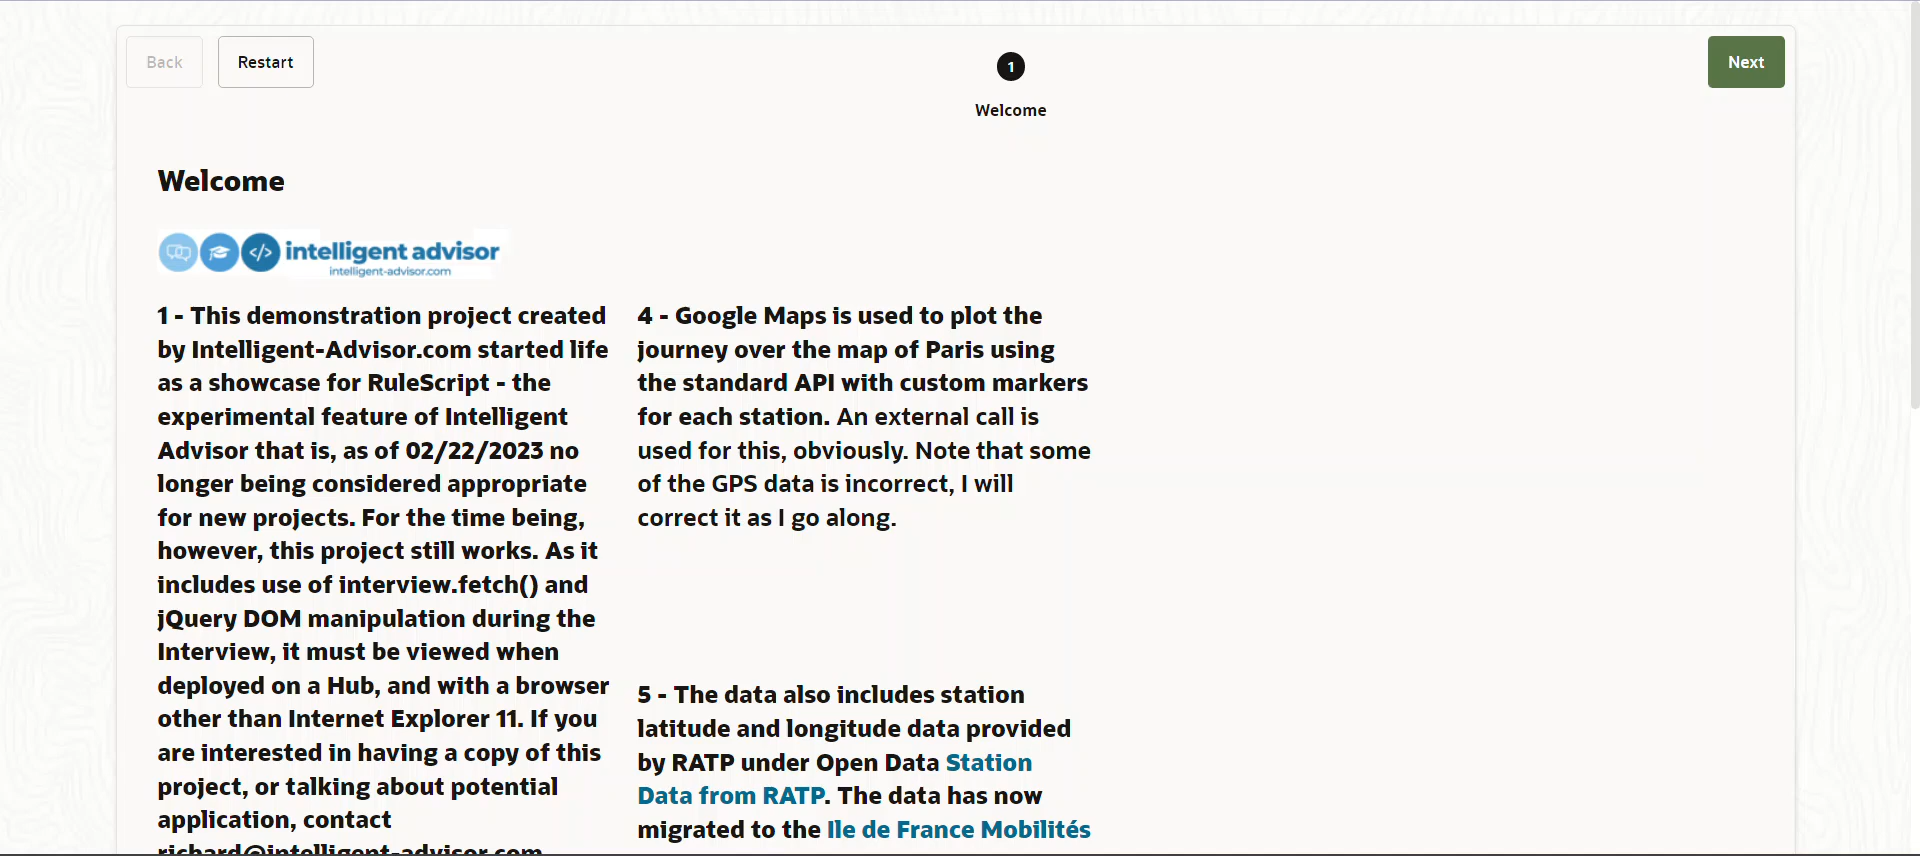 Back
Restart
1
Welcome
Next
Welcome
</> intelligent advisor
intelligent-advisor.com
1 - This demonstration project created
by Intelligent-Advisor.com started life
as a showcase for RuleScript - the
experimental feature of Intelligent
Advisor that is, as of 02/22/2023 no
longer being considered appropriate
for new projects. For the time being,
however, this project still works. As it
includes use of interview.fetch() and
jQuery DOM manipulation during the
Interview, it must be viewed when
deployed on a Hub, and with a browser
other than Internet Explorer 11. If you
are interested in having a copy of this
project, or talking about potential
application, contact
richard@intelligent-advisor.com
4 - Google Maps is used to plot the
journey over the map of Paris using
the standard API with custom markers
for each station. An external call is
used for this, obviously. Note that some
of the GPS data is incorrect, I will
correct it as I go along.
5 - The data also includes station
latitude and longitude data provided
by RATP under Open Data Station
Data from RATP. The data has now
migrated to the Ile de France Mobilités